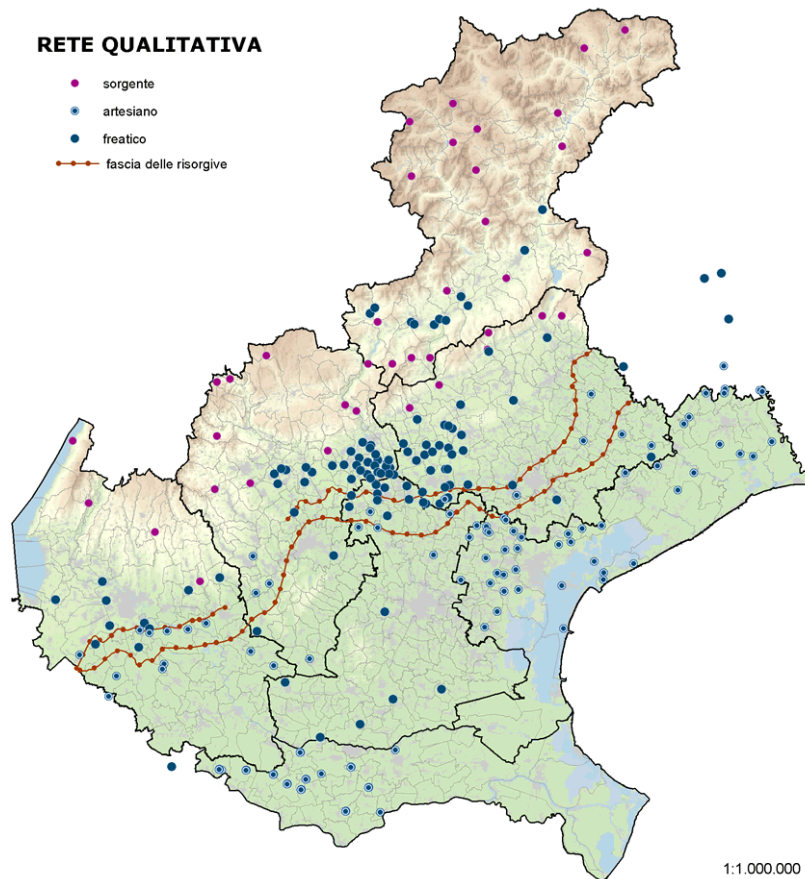 RETE QUALITATIVA
sorgente
artesiano
freatico
fascia delle risorgive
1:1.000.000